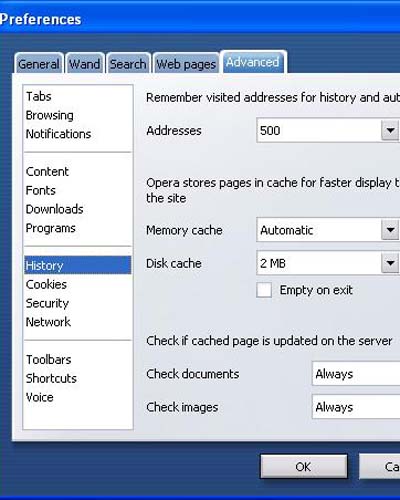 Preferences
General Wand Search Web pages Advanced
Tabs
Browsing
Notifications
Content
Fonts
Downloads
Programs
History
Cookies
Security
Network
Toolbars
Shortcuts
Voice
Remember visited addresses for history and aut
Addresses 500
Opera stores pages in cache for faster display t
the site
Memory cache Automatic
Disk cache 2 MB
Empty on exit
Check if cached page is updated on the server
Check documents Always
Check images Always
OK Ca